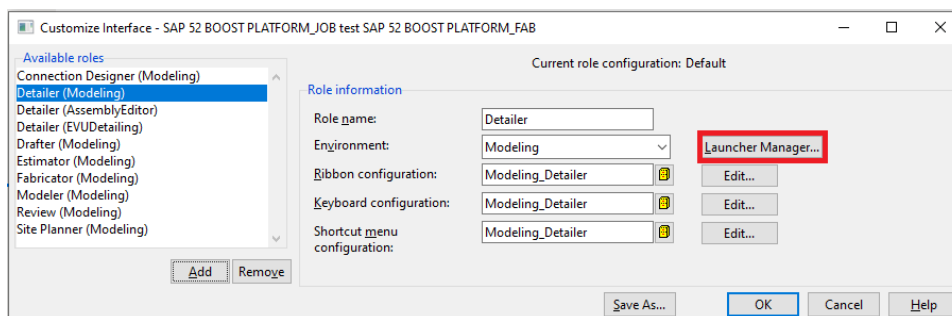 Customize Interface - SAP 52 BOOST PLATFORM_JOB test SAP 52 BOOST PLATFORM_FAB
Available roles
Connection Designer (Modeling)
Detailer (Modeling)
Detailer (AssemblyEditor)
Detailer (EVUDetailing)
Drafter (Modeling)
Estimator (Modeling)
Fabricator (Modeling)
Modeler (Modeling)
Review (Modeling)
Site Planner (Modeling)
Add Remove
Current role configuration: Default
Role information
Role name: Detailer
Environment: Modeling Launcher Manager...
Ribbon configuration: Modeling_Detailer Edit...
Keyboard configuration: Modeling_Detailer Edit...
Shortcut menu
configuration: Modeling_Detailer Edit...
Save As... OK Cancel Help